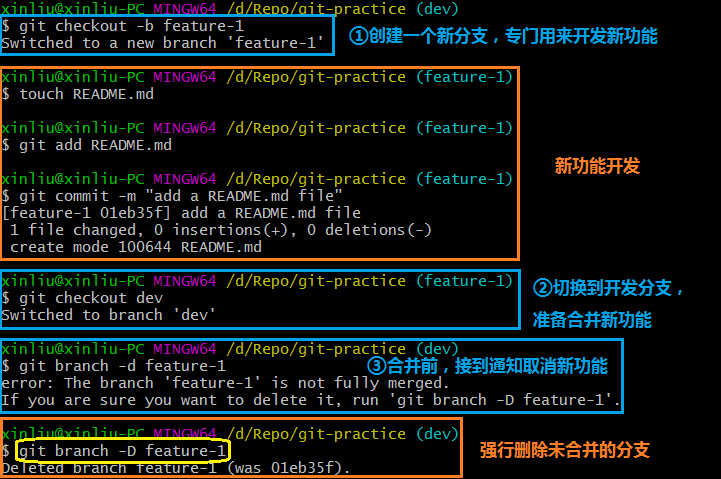 xinliu@xinliu-PC MINGW64 /d/Repo/git-practice (dev)
$ git checkout -b feature-1
Switched to a new branch 'feature-1'
①创建一个新分支，专门用来开发新功能
xinliu@xinliu-PC MINGW64 /d/Repo/git-practice (feature-1)
$ touch README.md
xinliu@xinliu-PC MINGW64 /d/Repo/git-practice (feature-1)
$ git add README.md
新功能开发
xinliu@xinliu-PC MINGW64 /d/Repo/git-practice (feature-1)
$ git commit -m "add a README.md file"
[feature-1 01eb35f] add a README.md file
1 file changed, 0 insertions(+), 0 deletions(-)
create mode 100644 README.md
xinliu@xinliu-PC MINGW64 /d/Repo/git-practice (feature-1)
$ git checkout dev
Switched to branch 'dev'
②切换到开发分支，
准备合并新功能
xinliu@xinliu-PC MINGW64 /d/Repo/git-practice (dev)
$ git branch -d feature-1
③合并前，接到通知取消新功能
error: The branch 'feature-1' is not fully merged.
If you are sure you want to delete it, run 'git branch -D feature-1'.
xinliu@xinliu-PC MINGW64 /d/Repo/git-practice (dev)
$ git branch -D feature-1
强行删除未合并的分支
Deleted branch feature-1 (was 01eb35f).